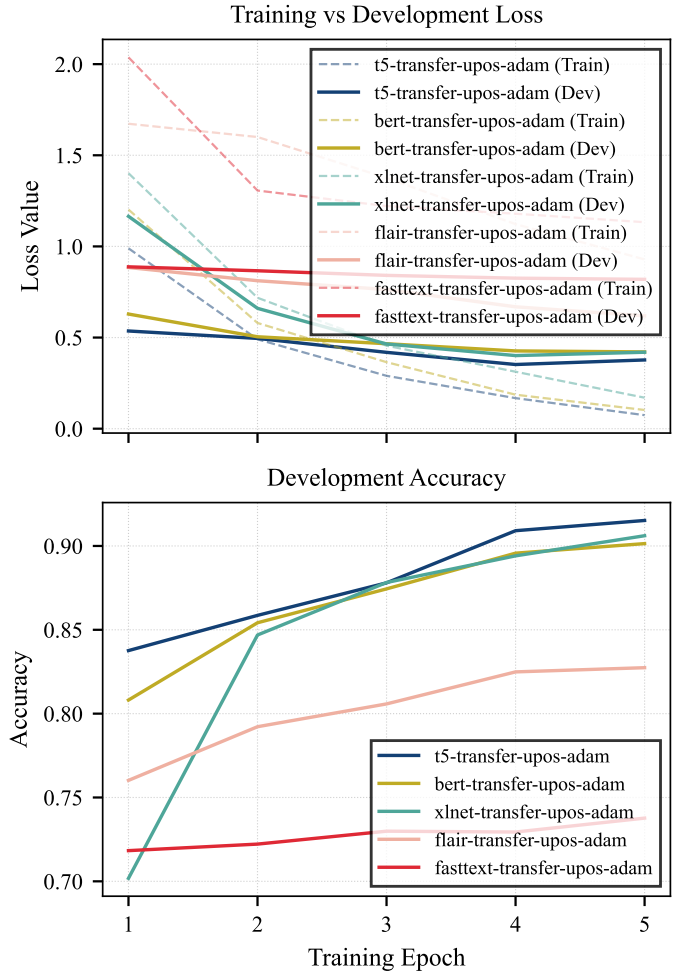 Training vs Development Loss
Loss Value
2.0
1.5
1.0
0.5
0.0
t5-transfer-upos-adam (Train)
t5-transfer-upos-adam (Dev)
bert-transfer-upos-adam (Train)
bert-transfer-upos-adam (Dev)
xlnet-transfer-upos-adam (Train)
xlnet-transfer-upos-adam (Dev)
flair-transfer-upos-adam (Train)
flair-transfer-upos-adam (Dev)
fasttext-transfer-upos-adam (Train)
fasttext-transfer-upos-adam (Dev)
Development Accuracy
Accuracy
0.90
0.85
0.80
0.75
0.70
t5-transfer-upos-adam
bert-transfer-upos-adam
xlnet-transfer-upos-adam
flair-transfer-upos-adam
fasttext-transfer-upos-adam
1 2 3 4 5
Training Epoch